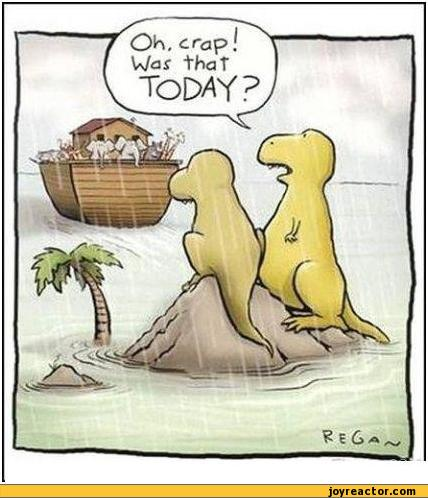 Oh, crap!
Was that
TODAY?
REGAN
joyreactor.com